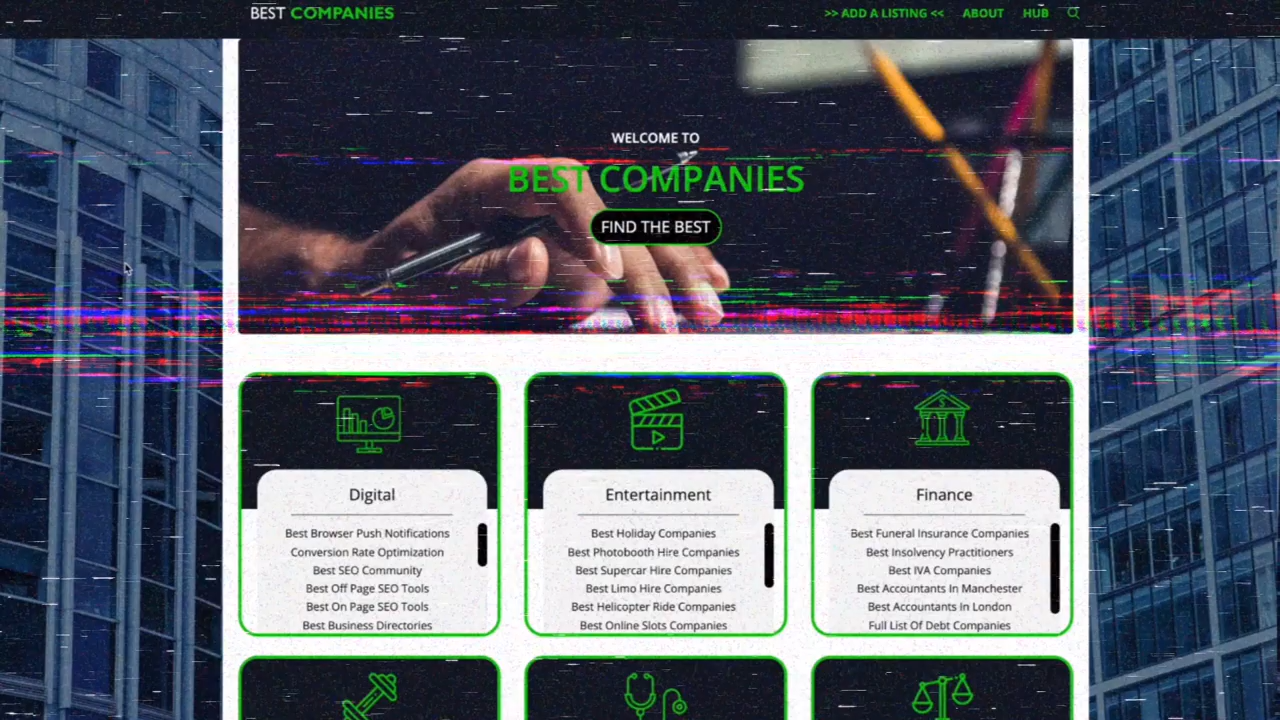 BEST COMPANIES
>> ADD A LISTING << ABOUT HUB
WELCOME TO
BEST COMPANIES
FIND THE BEST
Digital
Best Browser Push Notifications
Conversion Rate Optimization
Best SEO Community
Best Off Page SEO Tools
Best On Page SEO Tools
Best Business Directories
Entertainment
Best Holiday Companies
Best Photobooth Hire Companies
Best Supercar Hire Companies
Best Limo Hire Companies
Best Helicopter Ride Companies
Best Online Slots Companies
Finance
Best Funeral Insurance Companies
Best Insolvency Practitioners
Best IVA Companies
Best Accountants In Manchester
Best Accountants In London
Full List Of Debt Companies